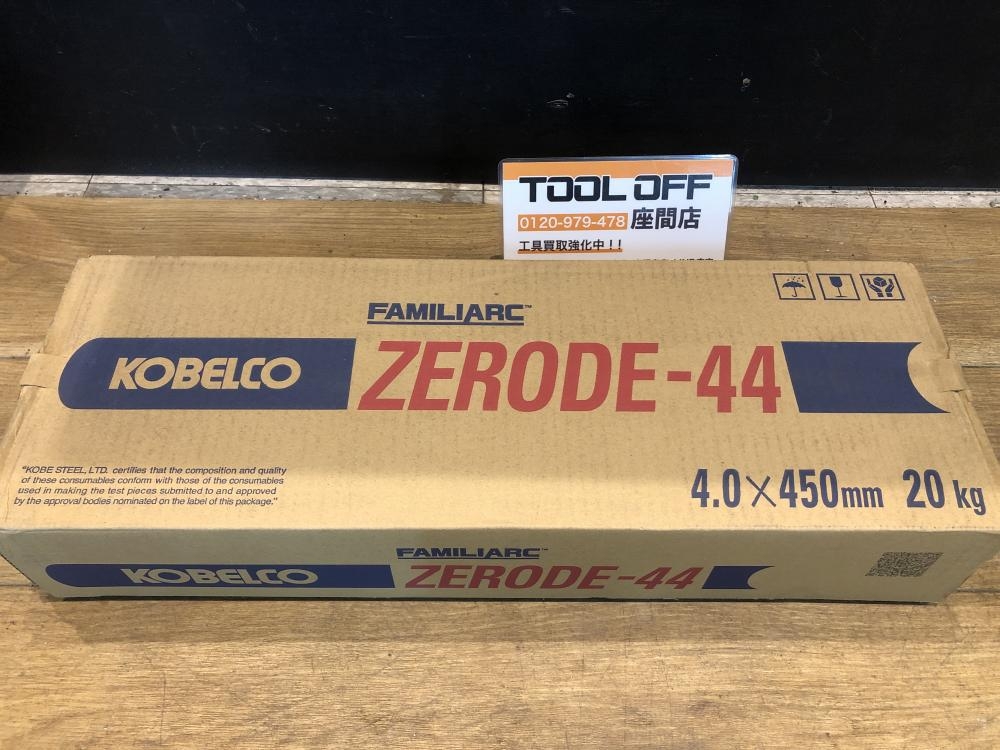 TOOL OFF
0120-979-478 座間店
工具買取強化中！！
FAMILIARC™
KOBELCO ZERODE-44
"KOBE STEEL, LTD. certifies that the composition and quality
of these consumables conform with those of the consumables
used in making the test pieces submitted to and approved
by the approval bodies nominated on the label of this package."
4.0×450mm 20kg
FAMILIARC™
KOBELCO ZERODE-44